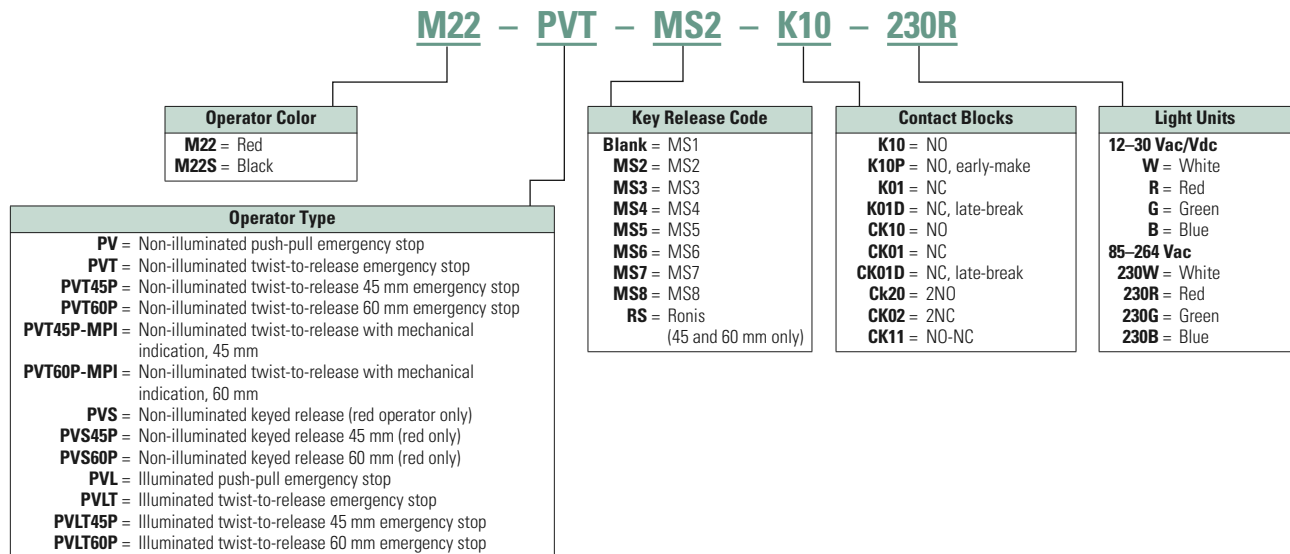 M22 – PVT – MS2 – K10 – 230R
Operator Color
M22 = Red
M22S = Black
Operator Type
PV = Non-illuminated push-pull emergency stop
PVT = Non-illuminated twist-to-release emergency stop
PVT45P = Non-illuminated twist-to-release 45 mm emergency stop
PVT60P = Non-illuminated twist-to-release 60 mm emergency stop
PVT45P-MPI = Non-illuminated twist-to-release with mechanical
indication, 45 mm
PVT60P-MPI = Non-illuminated twist-to-release with mechanical
indication, 60 mm
PVS = Non-illuminated keyed release (red operator only)
PVS45P = Non-illuminated keyed release 45 mm (red only)
PVS60P = Non-illuminated keyed release 60 mm (red only)
PVL = Illuminated push-pull emergency stop
PVLT = Illuminated twist-to-release emergency stop
PVLT45P = Illuminated twist-to-release 45 mm emergency stop
PVLT60P = Illuminated twist-to-release 60 mm emergency stop
Key Release Code
Blank = MS1
MS2 = MS2
MS3 = MS3
MS4 = MS4
MS5 = MS5
MS6 = MS6
MS7 = MS7
MS8 = MS8
RS = Ronis
(45 and 60 mm only)
Contact Blocks
K10 = NO
K10P = NO, early-make
K01 = NC
K01D = NC, late-break
CK10 = NO
CK01 = NC
CK01D = NC, late-break
Ck20 = 2NO
CK02 = 2NC
CK11 = NO-NC
Light Units
12–30 Vac/Vdc
W = White
R = Red
G = Green
B = Blue
85–264 Vac
230W = White
230R = Red
230G = Green
230B = Blue